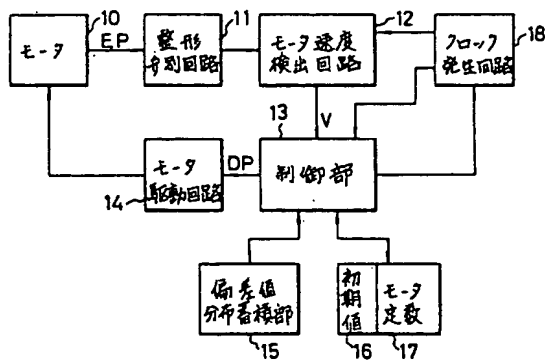 10
モータ
EP
11
整形
弁別回路
12
モータ速度
検出回路
クロック
発生回路
18
13
V
制御部
モータ
駆動回路
14
DP
偏差値
分布蓄積部
15
初期値
16
モータ
定数
17